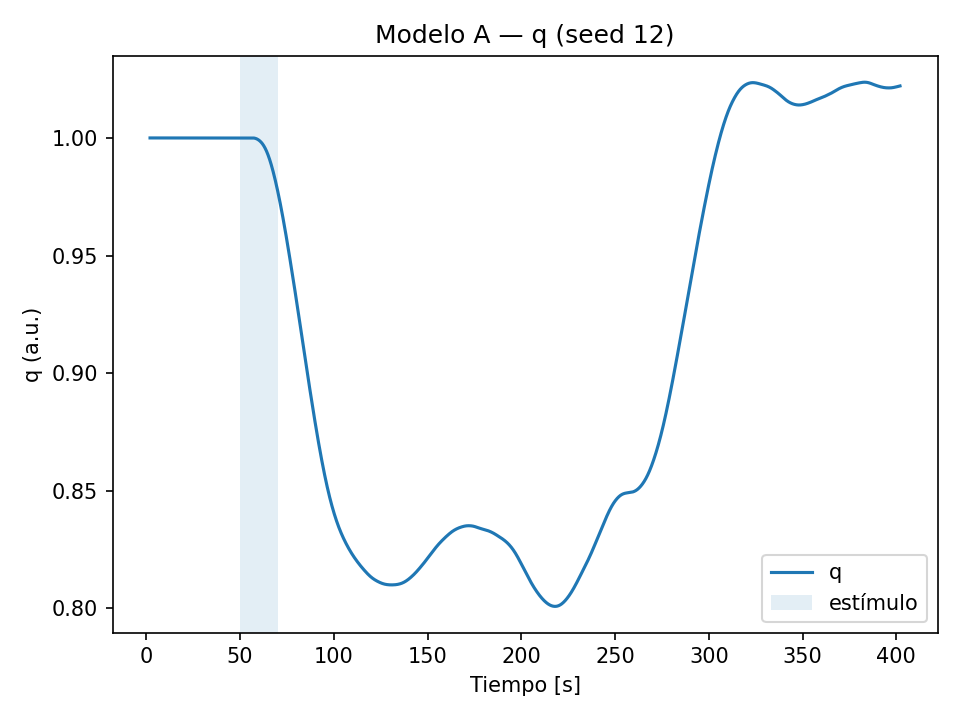 Modelo A — q (seed 12)
1.00
0.95
0.90
0.85
0.80
q (a.u.)
q
estímulo
0 50 100 150 200 250 300 350 400
Tiempo [s]